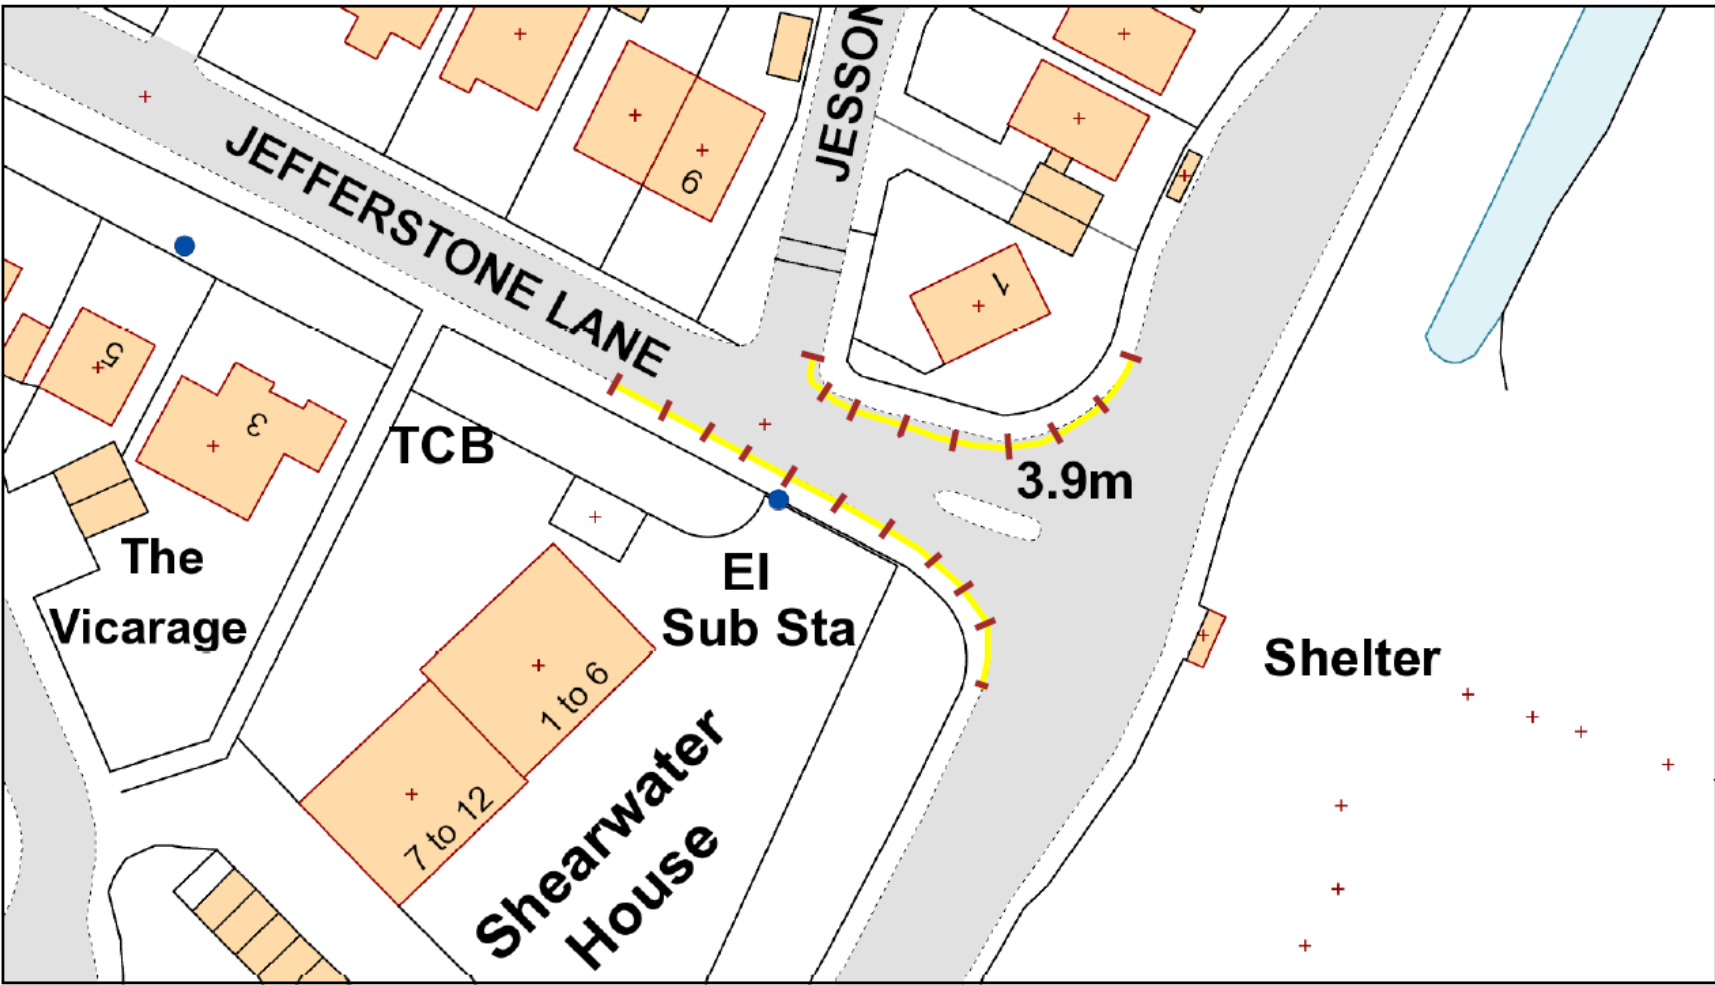 JESSON
JEFFERSTONE LANE
9
1
5
3
TCB
3.9m
The
Vicarage
El
Sub Sta
Shelter
1 to 6
7 to 12
Shearwater
House